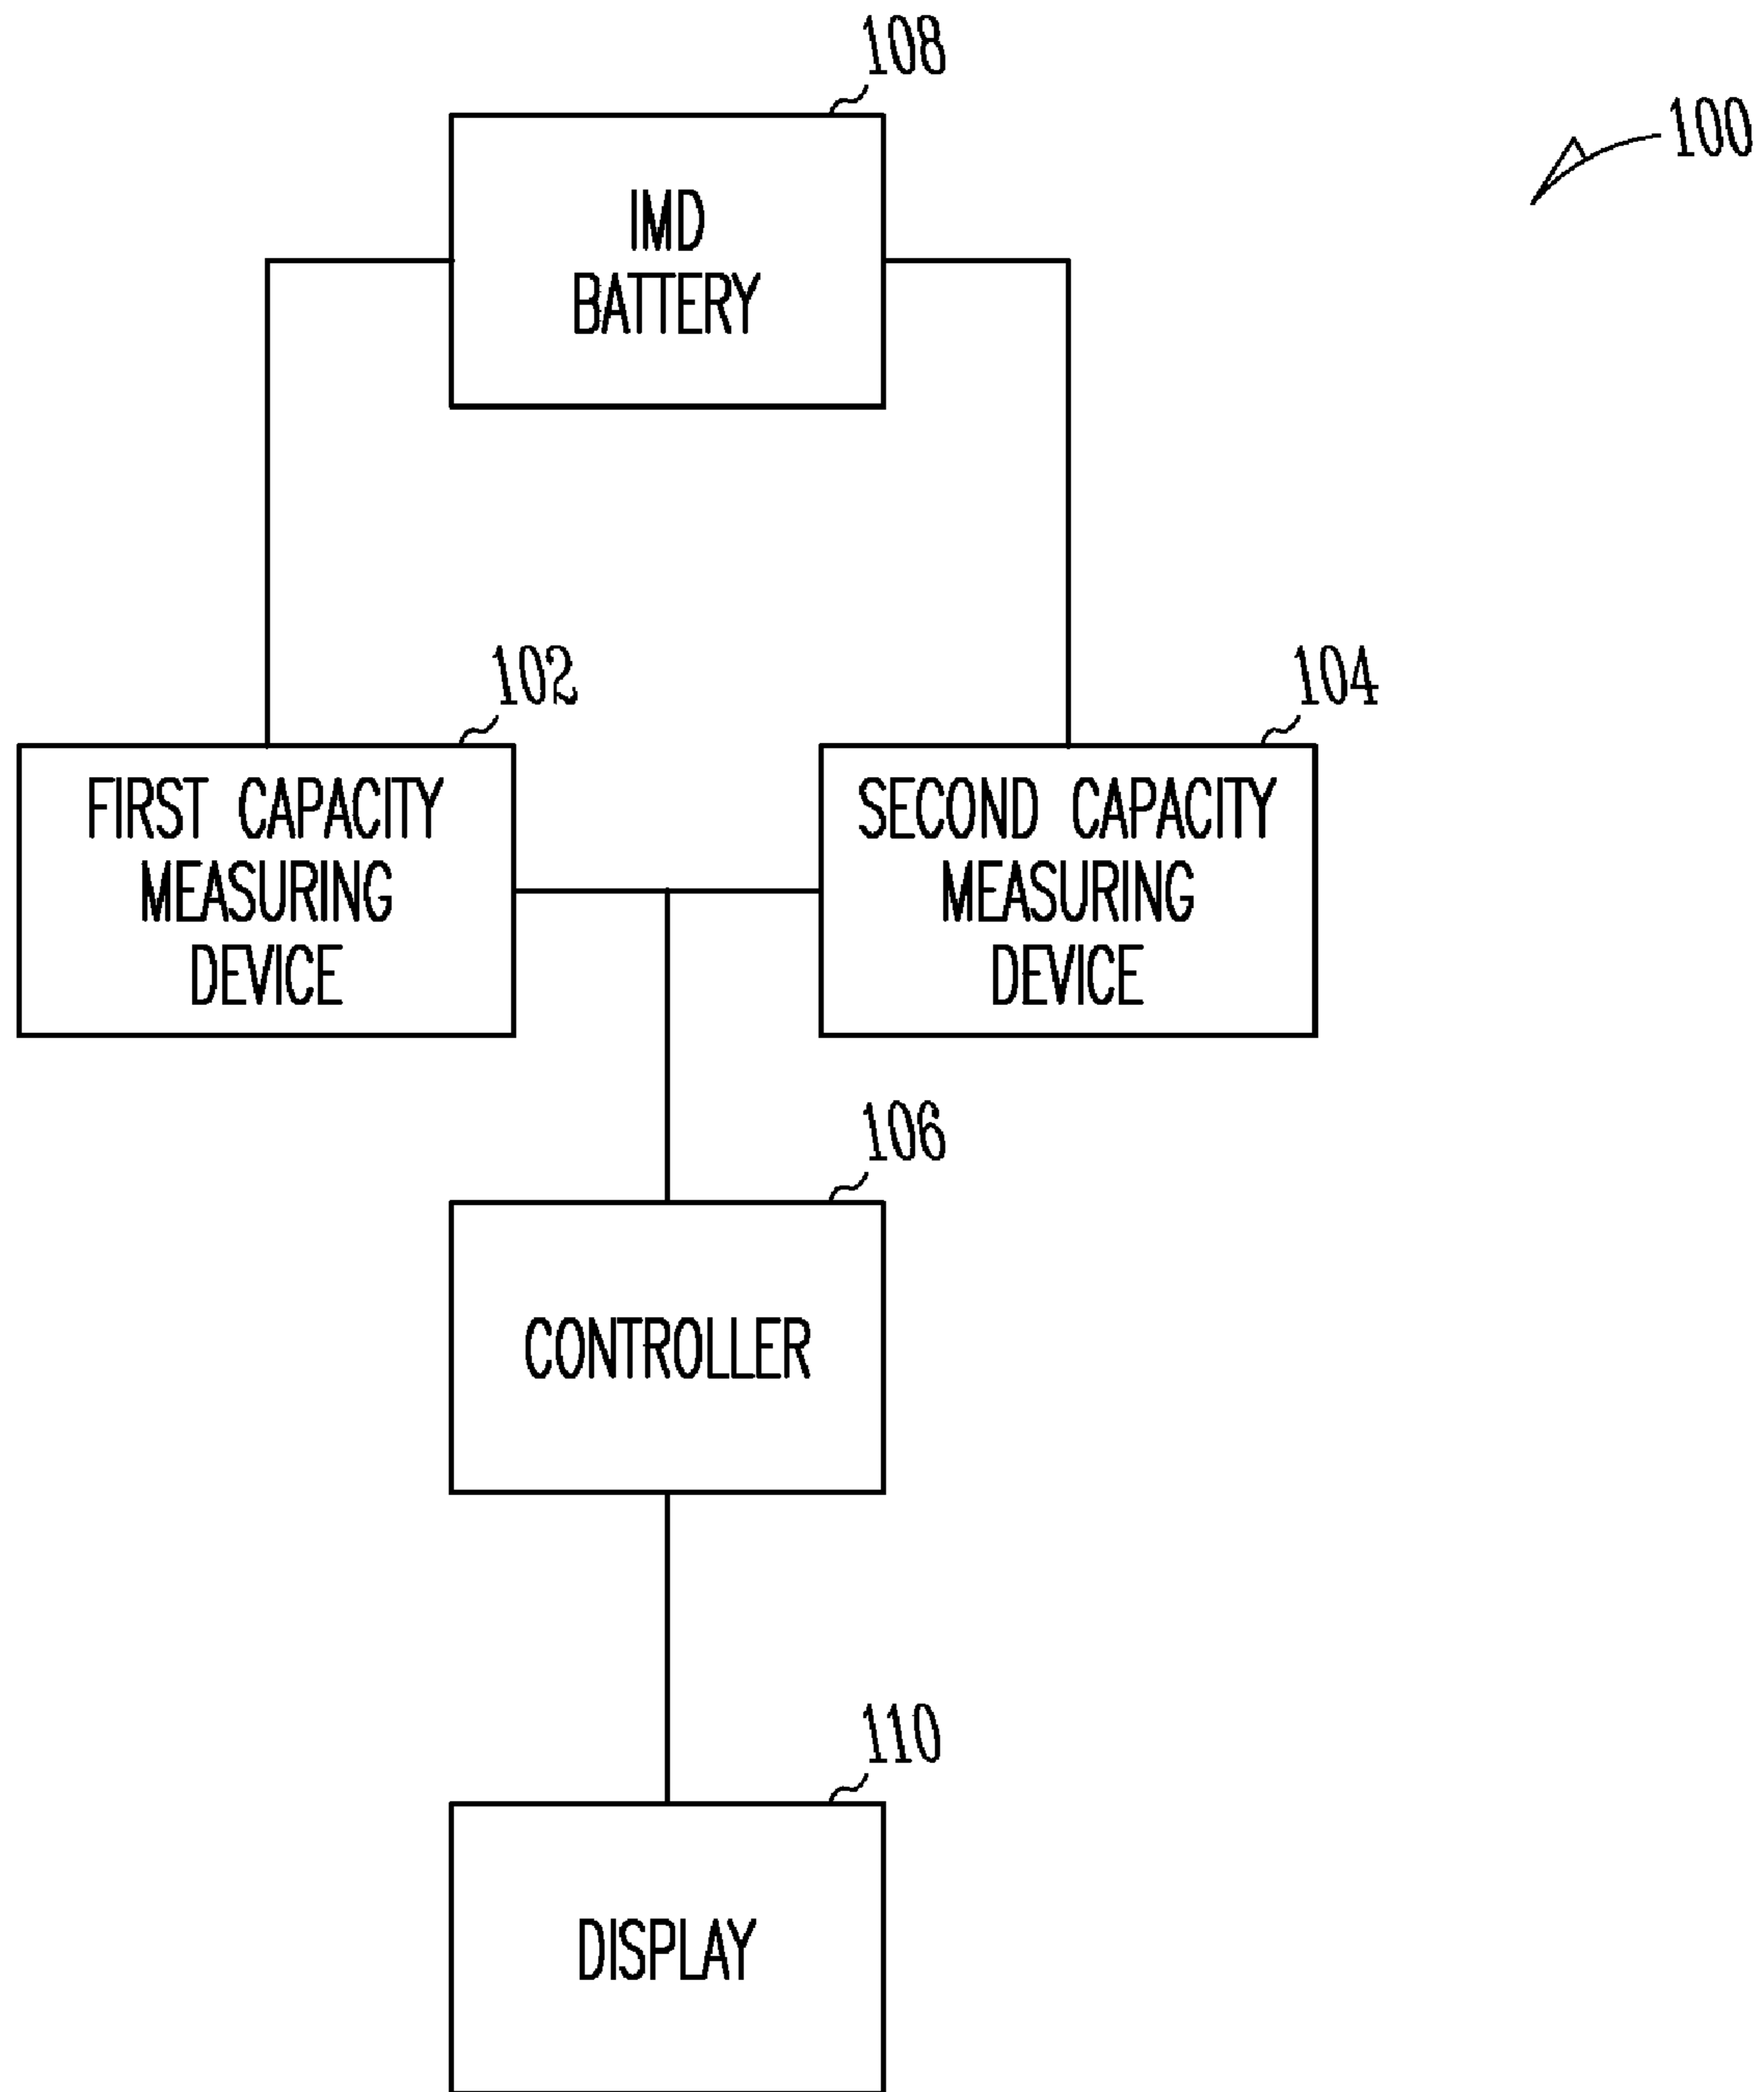 108
100
IMD
BATTERY
102
104
FIRST CAPACITY
MEASURING
DEVICE
SECOND CAPACITY
MEASURING
DEVICE
106
CONTROLLER
110
DISPLAY